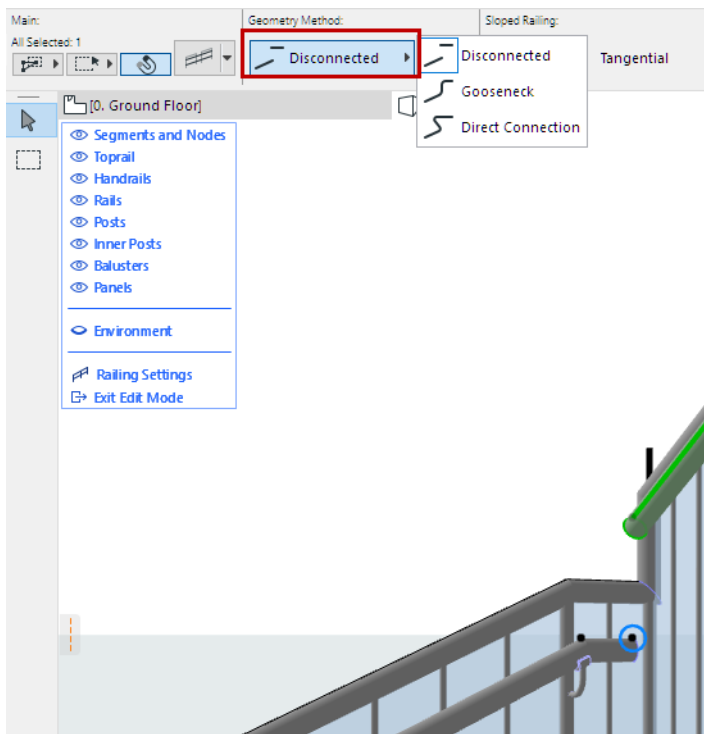 Main:
Geometry Method:
Sloped Railing:
All Selected: 1
Disconnected
Disconnected
Tangential
Gooseneck
Direct Connection
[0. Ground Floor]
Segments and Nodes
Toprail
Handrails
Rails
Posts
Inner Posts
Balusters
Panels
Environment
Railing Settings
Exit Edit Mode